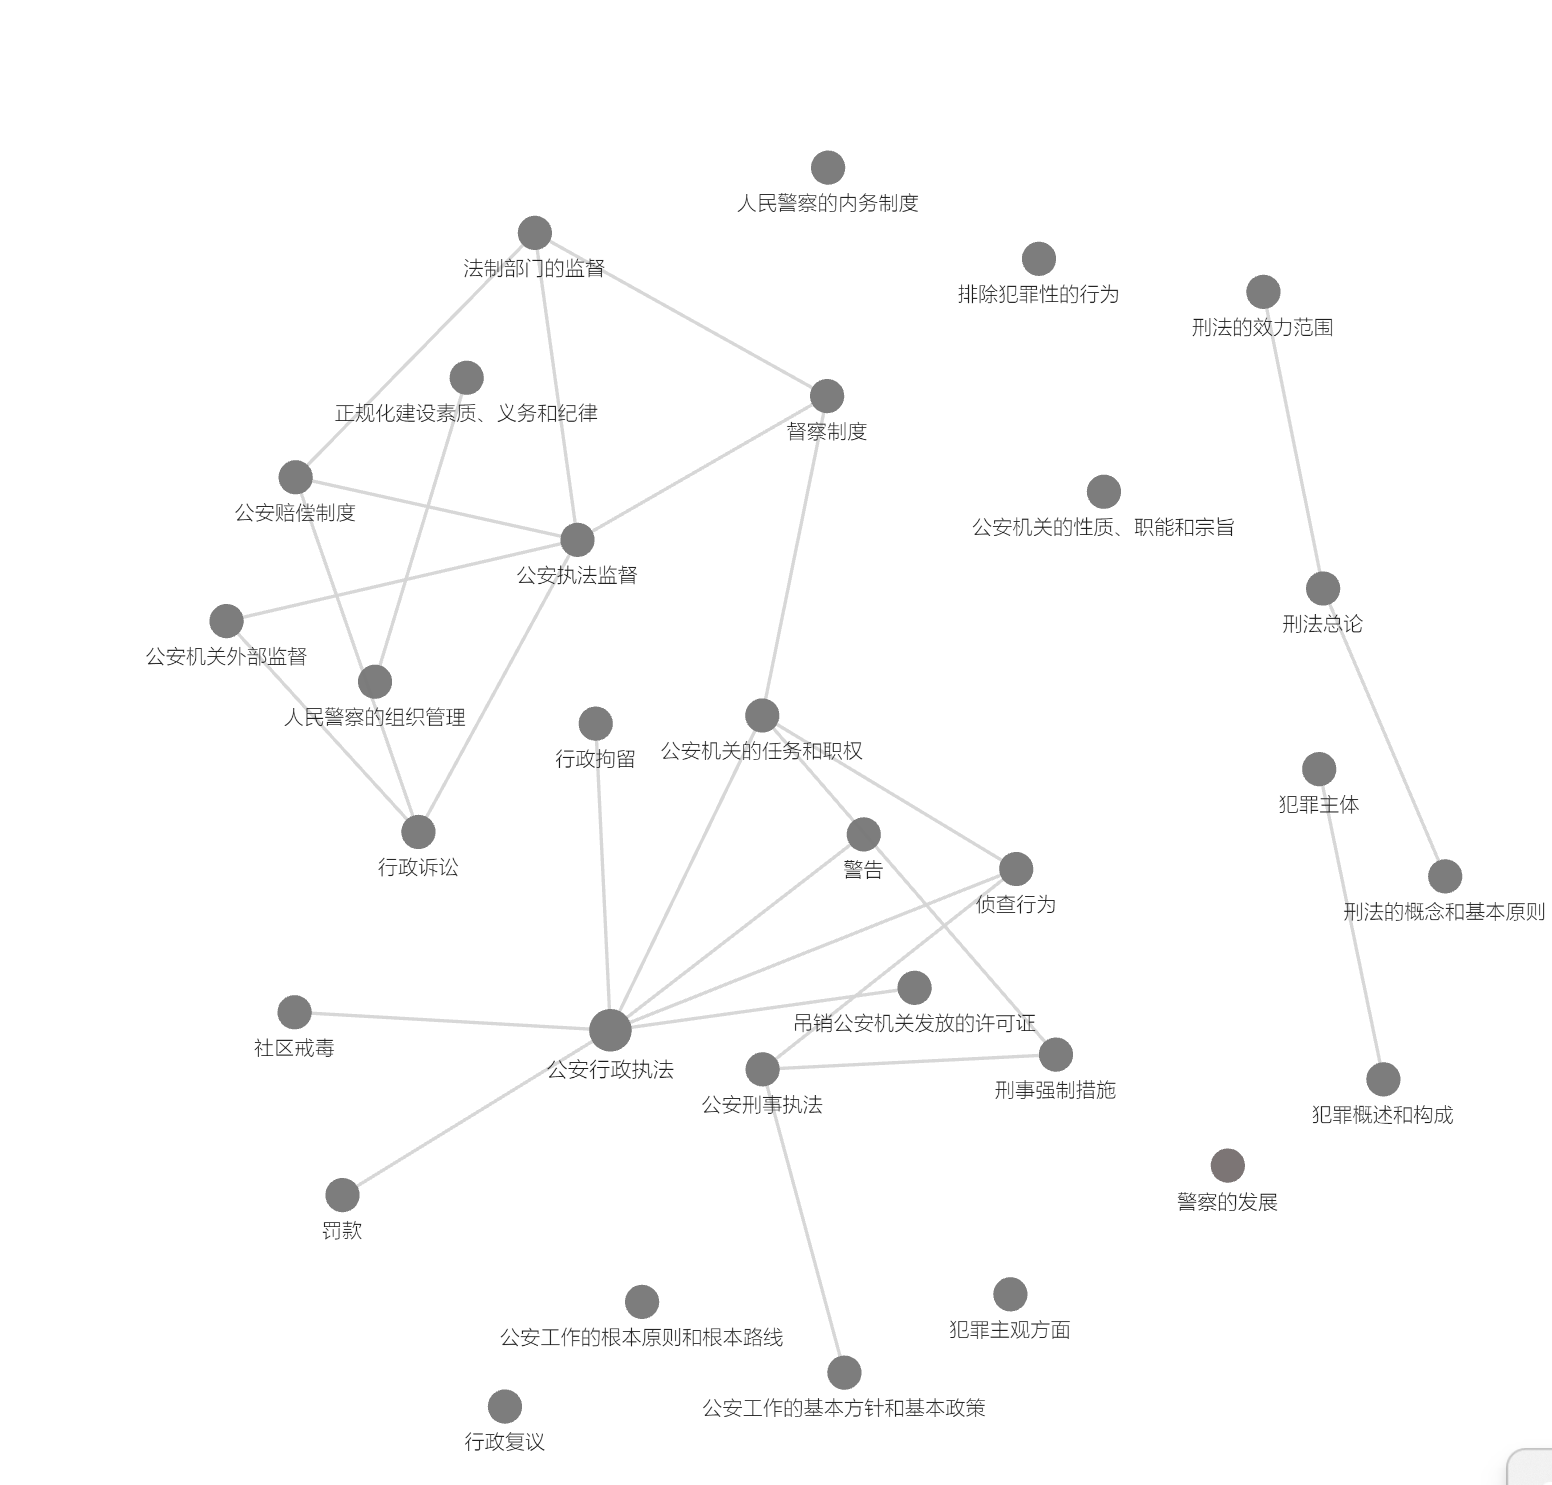 人民警察的内务制度
法制部门的监督
排除犯罪性的行为
刑法的效力范围
正规化建设素质、义务和纪律
督察制度
公安赔偿制度
公安机关的性质、职能和宗旨
公安执法监督
刑法总论
公安机关外部监督
人民警察的组织管理
行政拘留
公安机关的任务和职权
犯罪主体
行政诉讼
警告
侦查行为
刑法的概念和基本原则
吊销公安机关发放的许可证
社区戒毒
公安行政执法
公安刑事执法
刑事强制措施
犯罪概述和构成
警察的发展
罚款
公安工作的根本原则和根本路线
犯罪主观方面
公安工作的基本方针和基本政策
行政复议